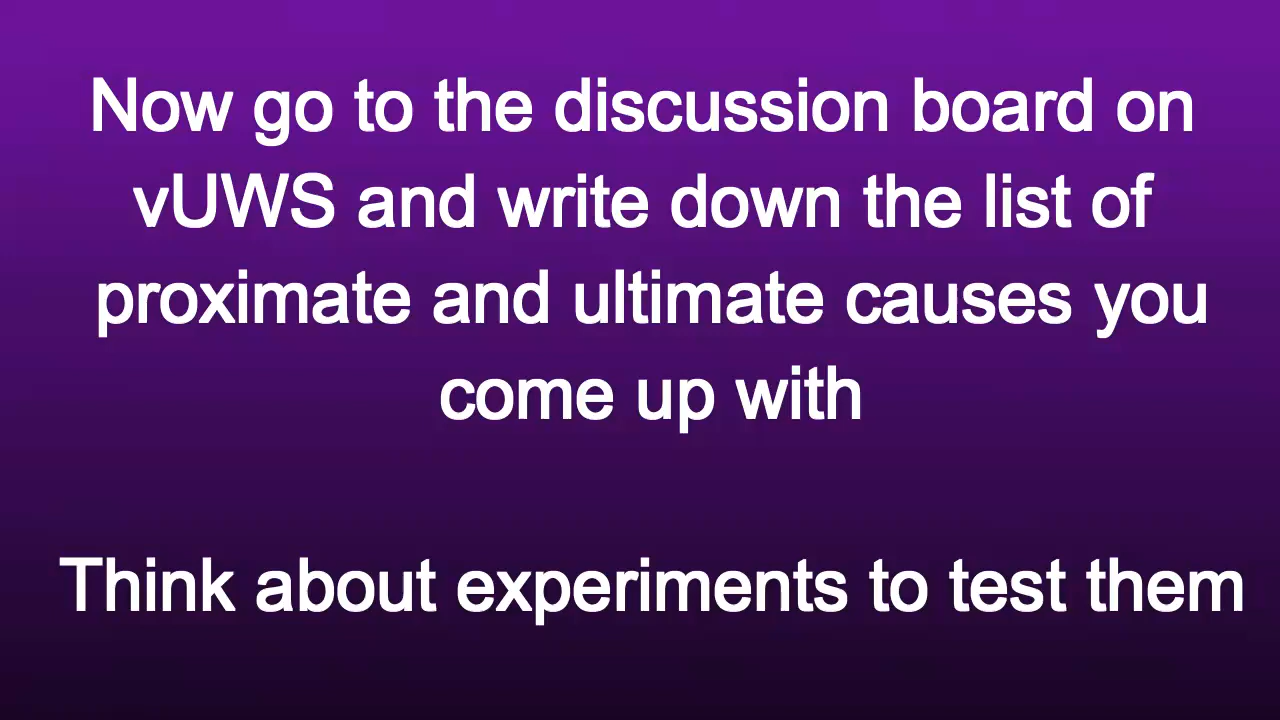 Now go to the discussion board on
vUWS and write down the list of
proximate and ultimate causes you
come up with
Think about experiments to test them